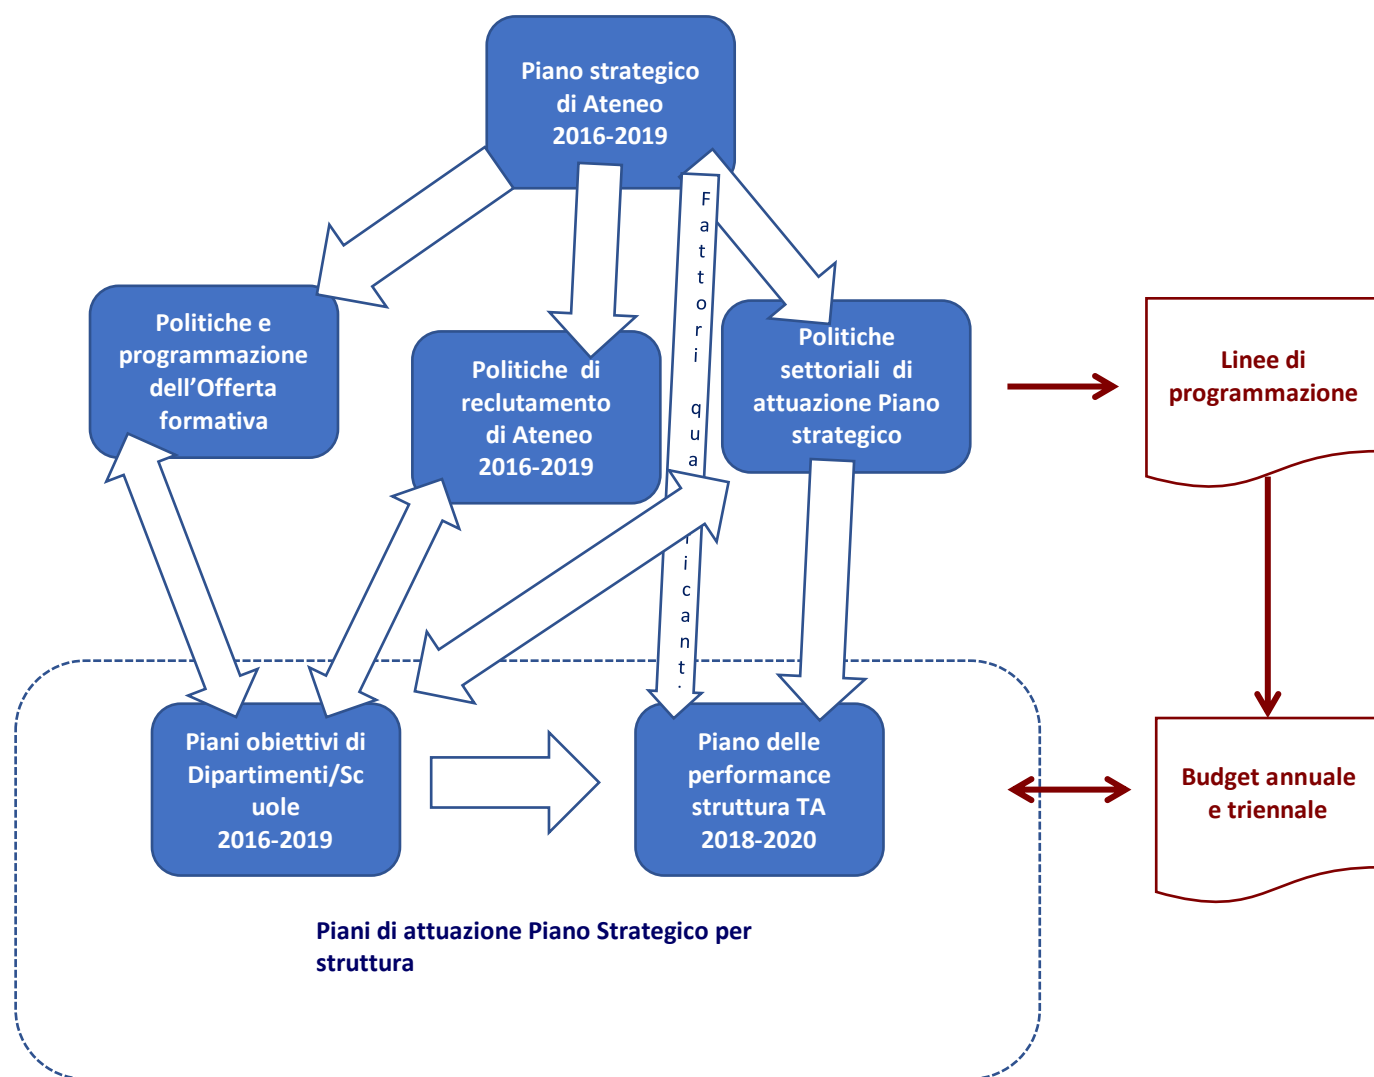 Piano strategico
di Ateneo
2016-2019
Fattori qua
icant
Politiche e
programmazione
dell’Offerta
formativa
Politiche di
reclutamento
di Ateneo
2016-2019
Politiche
settoriali di
attuazione Piano
strategico
Linee di
programmazione
Piani obiettivi di
Dipartimenti/Sc
uole
2016-2019
Piano delle
performance
struttura TA
2018-2020
Budget annuale
e triennale
Piani di attuazione Piano Strategico per
struttura